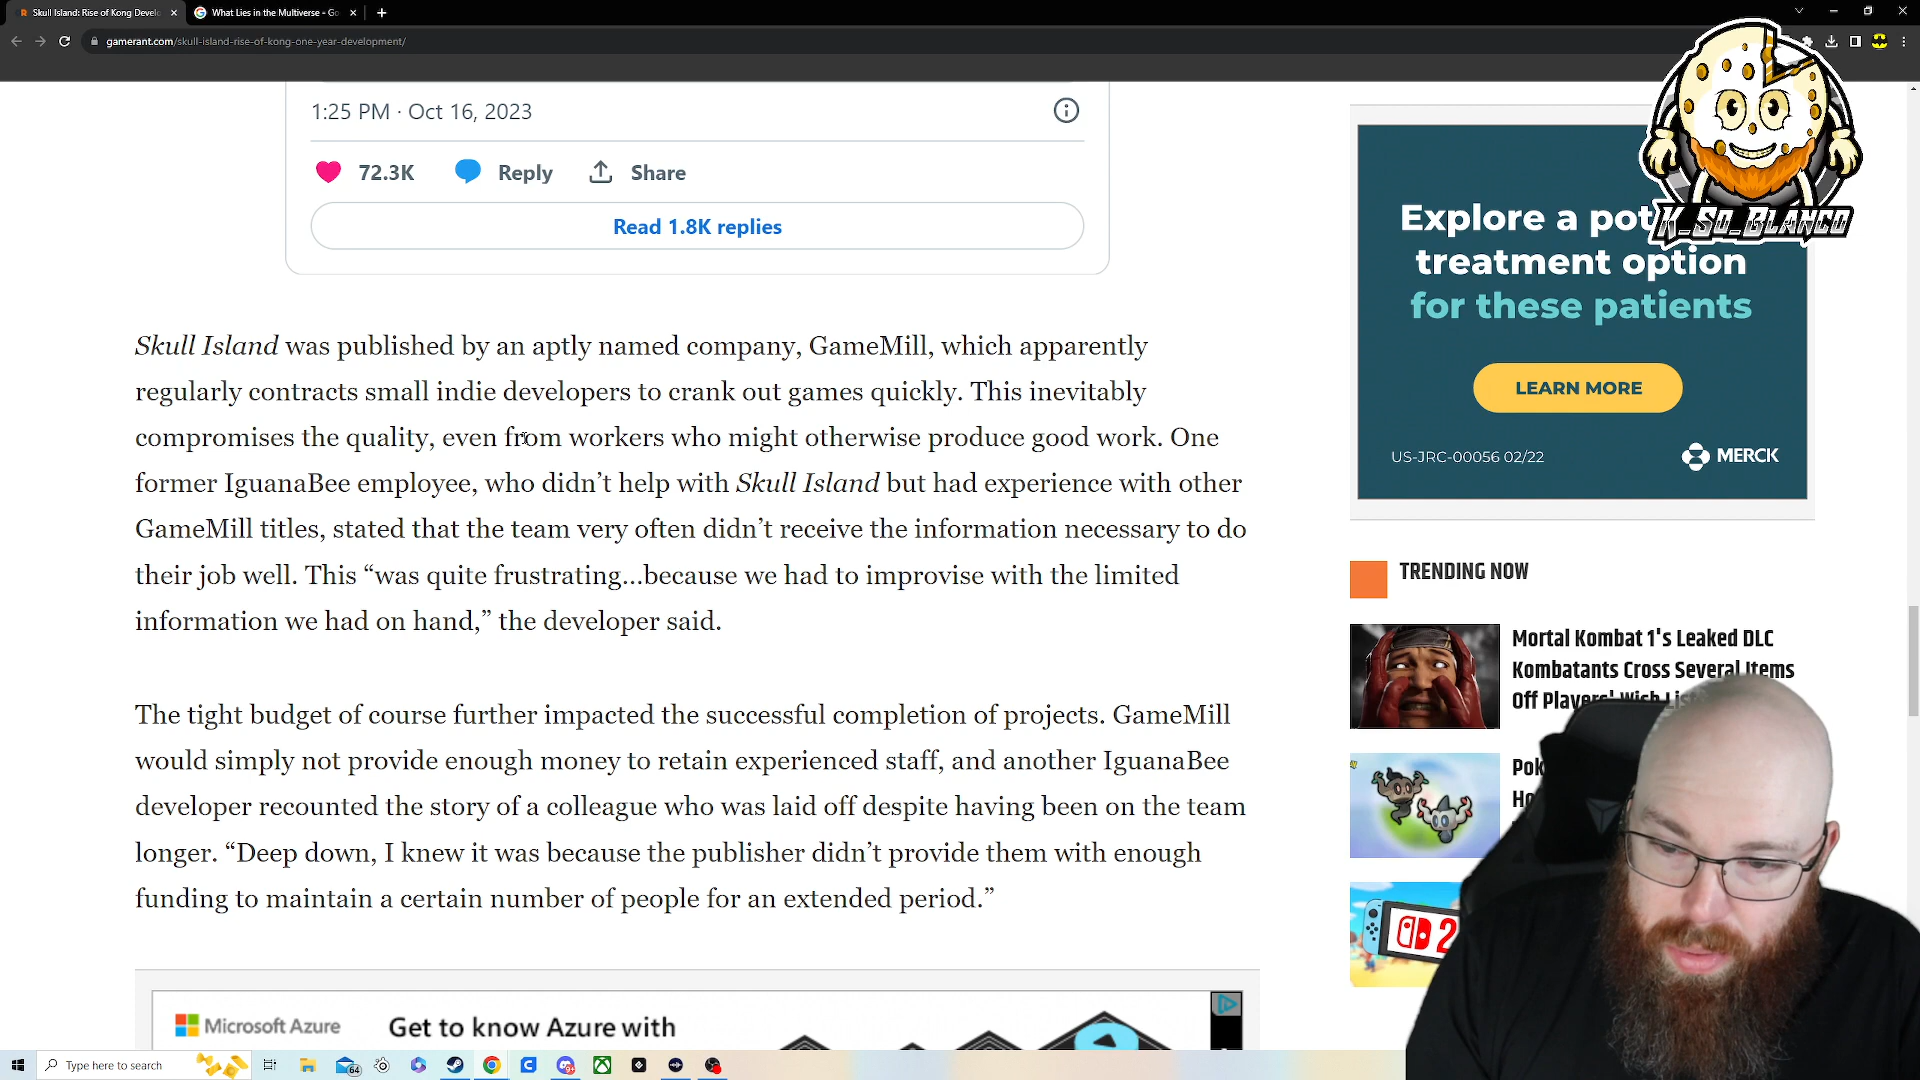 Skull Island: Rise of Kong Develo
What Lies in the Multiverse - Go
gamerant.com/skull-island-rise-of-kong-one-year-development/
1:25 PM · Oct 16, 2023
72.3K Reply Share
Read 1.8K replies
Skull Island was published by an aptly named company, GameMill, which apparently
regularly contracts small indie developers to crank out games quickly. This inevitably
compromises the quality, even from workers who might otherwise produce good work. One
former IguanaBee employee, who didn’t help with Skull Island but had experience with other
GameMill titles, stated that the team very often didn’t receive the information necessary to do
their job well. This “was quite frustrating...because we had to improvise with the limited
information we had on hand,” the developer said.
The tight budget of course further impacted the successful completion of projects. GameMill
would simply not provide enough money to retain experienced staff, and another IguanaBee
developer recounted the story of a colleague who was laid off despite having been on the team
longer. “Deep down, I knew it was because the publisher didn’t provide them with enough
funding to maintain a certain number of people for an extended period.”
Microsoft Azure
Get to know Azure with
K_So_Blanco
Explore a pot
treatment option
for these patients
LEARN MORE
US-JRC-00056 02/22
MERCK
TRENDING NOW
Mortal Kombat 1's Leaked DLC
Kombatants Cross Several Items
Off Players' Wish List
Pok
Ho
2
Type here to search
64